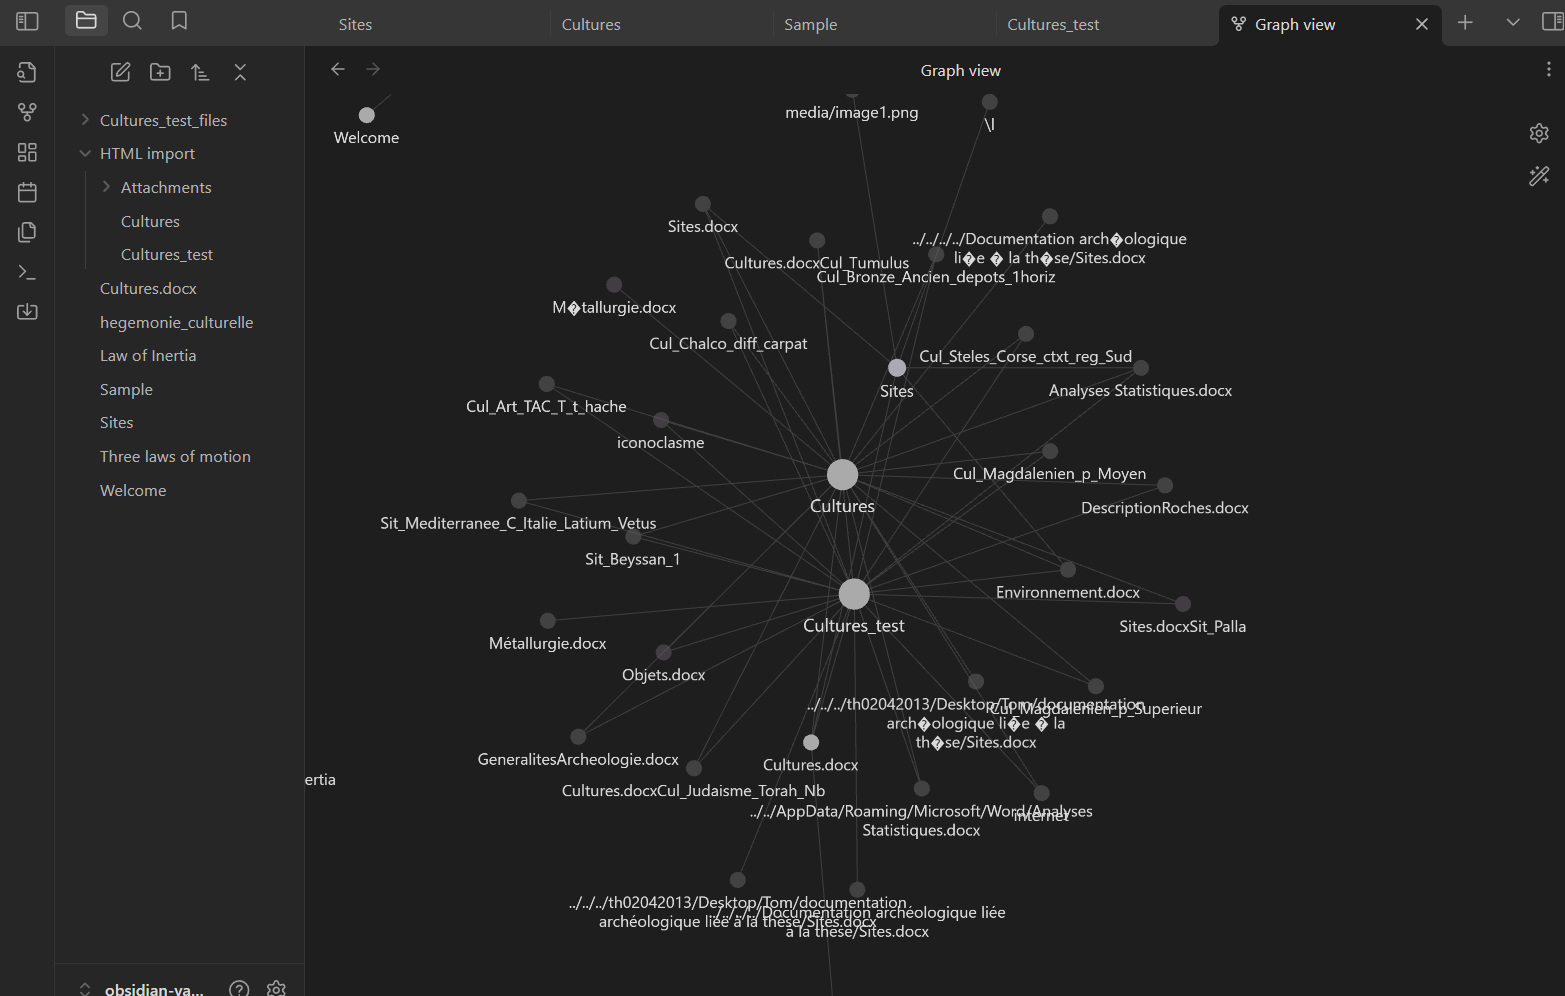 Sites
Cultures
Sample
Cultures_test
Graph view
Graph view
Cultures_test_files
HTML import
Attachments
Cultures
Cultures_test
Cultures.docx
hegemonie_culturelle
Law of Inertia
Sample
Sites
Three laws of motion
Welcome
obsidian-va...
Welcome
media/image1.png
\l
Sites.docx
../../../../Documentation arch�ologique
li�e � la th�se/Sites.docx
Cultures.docxCul_Tumulus
Cul_Bronze_Ancien_depots_1horiz
M�tallurgie.docx
Cul_Chalco_diff_carpat
Cul_Steles_Corse_ctxt_reg_Sud
Sites
Analyses Statistiques.docx
Cul_Art_TAC_T_t_hache
iconoclasme
Cul_Magdalenien_p_Moyen
Cultures
DescriptionRoches.docx
Sit_Mediterranee_C_Italie_Latium_Vetus
Sit_Beyssan_1
Environnement.docx
Cultures_test
Sites.docxSit_Palla
Métallurgie.docx
Objets.docx
../../../th02042013/Desktop/Tom/documentation
arch�ologique li�e � la
th�se/Sites.docx
Cul_Magdalenien_p_Superieur
GeneralitesArcheologie.docx
Cultures.docx
ertia
Cultures.docxCul_Judaisme_Torah_Nb
../../AppData/Roaming/Microsoft/Word/Analyses
Statistiques.docx
internet
../../../th02042013/Desktop/Tom/documentation
archéologique liée à la thèse/Sites.docx
../../../../Documentation archéologique liée
à la thèse/Sites.docx